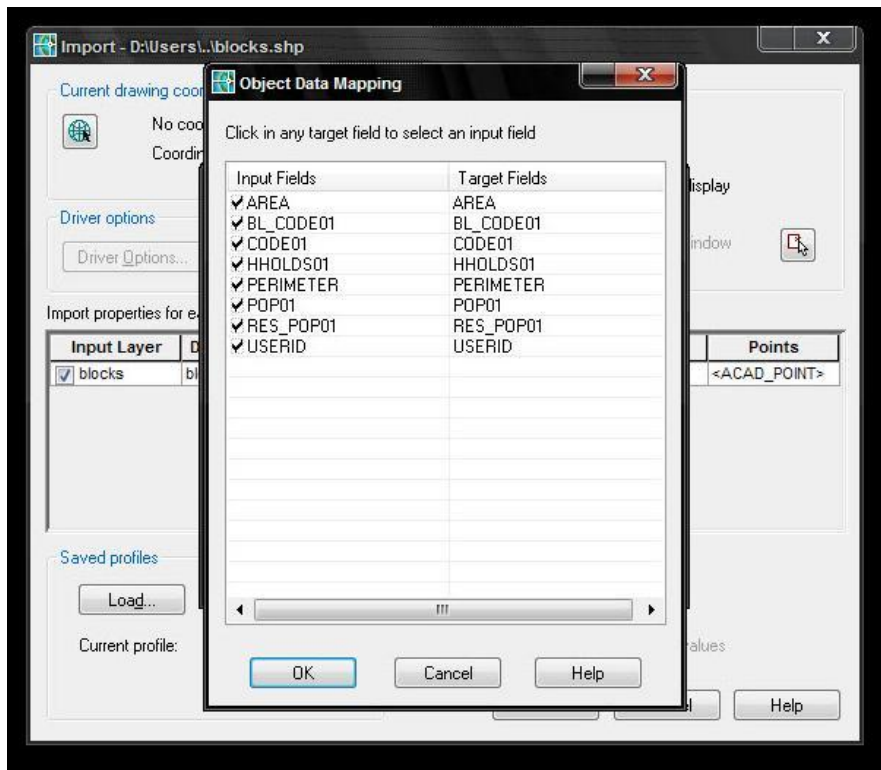 Import - D:\Users\..\blocks.shp
X
Current drawing coor
No coo
Coordin
Driver options
Driver Options...
Import properties for e
Input Layer
blocks
bl
Saved profiles
Load...
Current profile:
Object Data Mapping
X
Click in any target field to select an input field
Input Fields Target Fields
AREA AREA
BL_CODE01 BL_CODE01
CODE01 CODE01
HHOLDS01 HHOLDS01
PERIMETER PERIMETER
POP01 POP01
RES_POP01 RES_POP01
USERID USERID
OK Cancel Help
isplay
indow
Points
<ACAD_POINT>
alues
Help